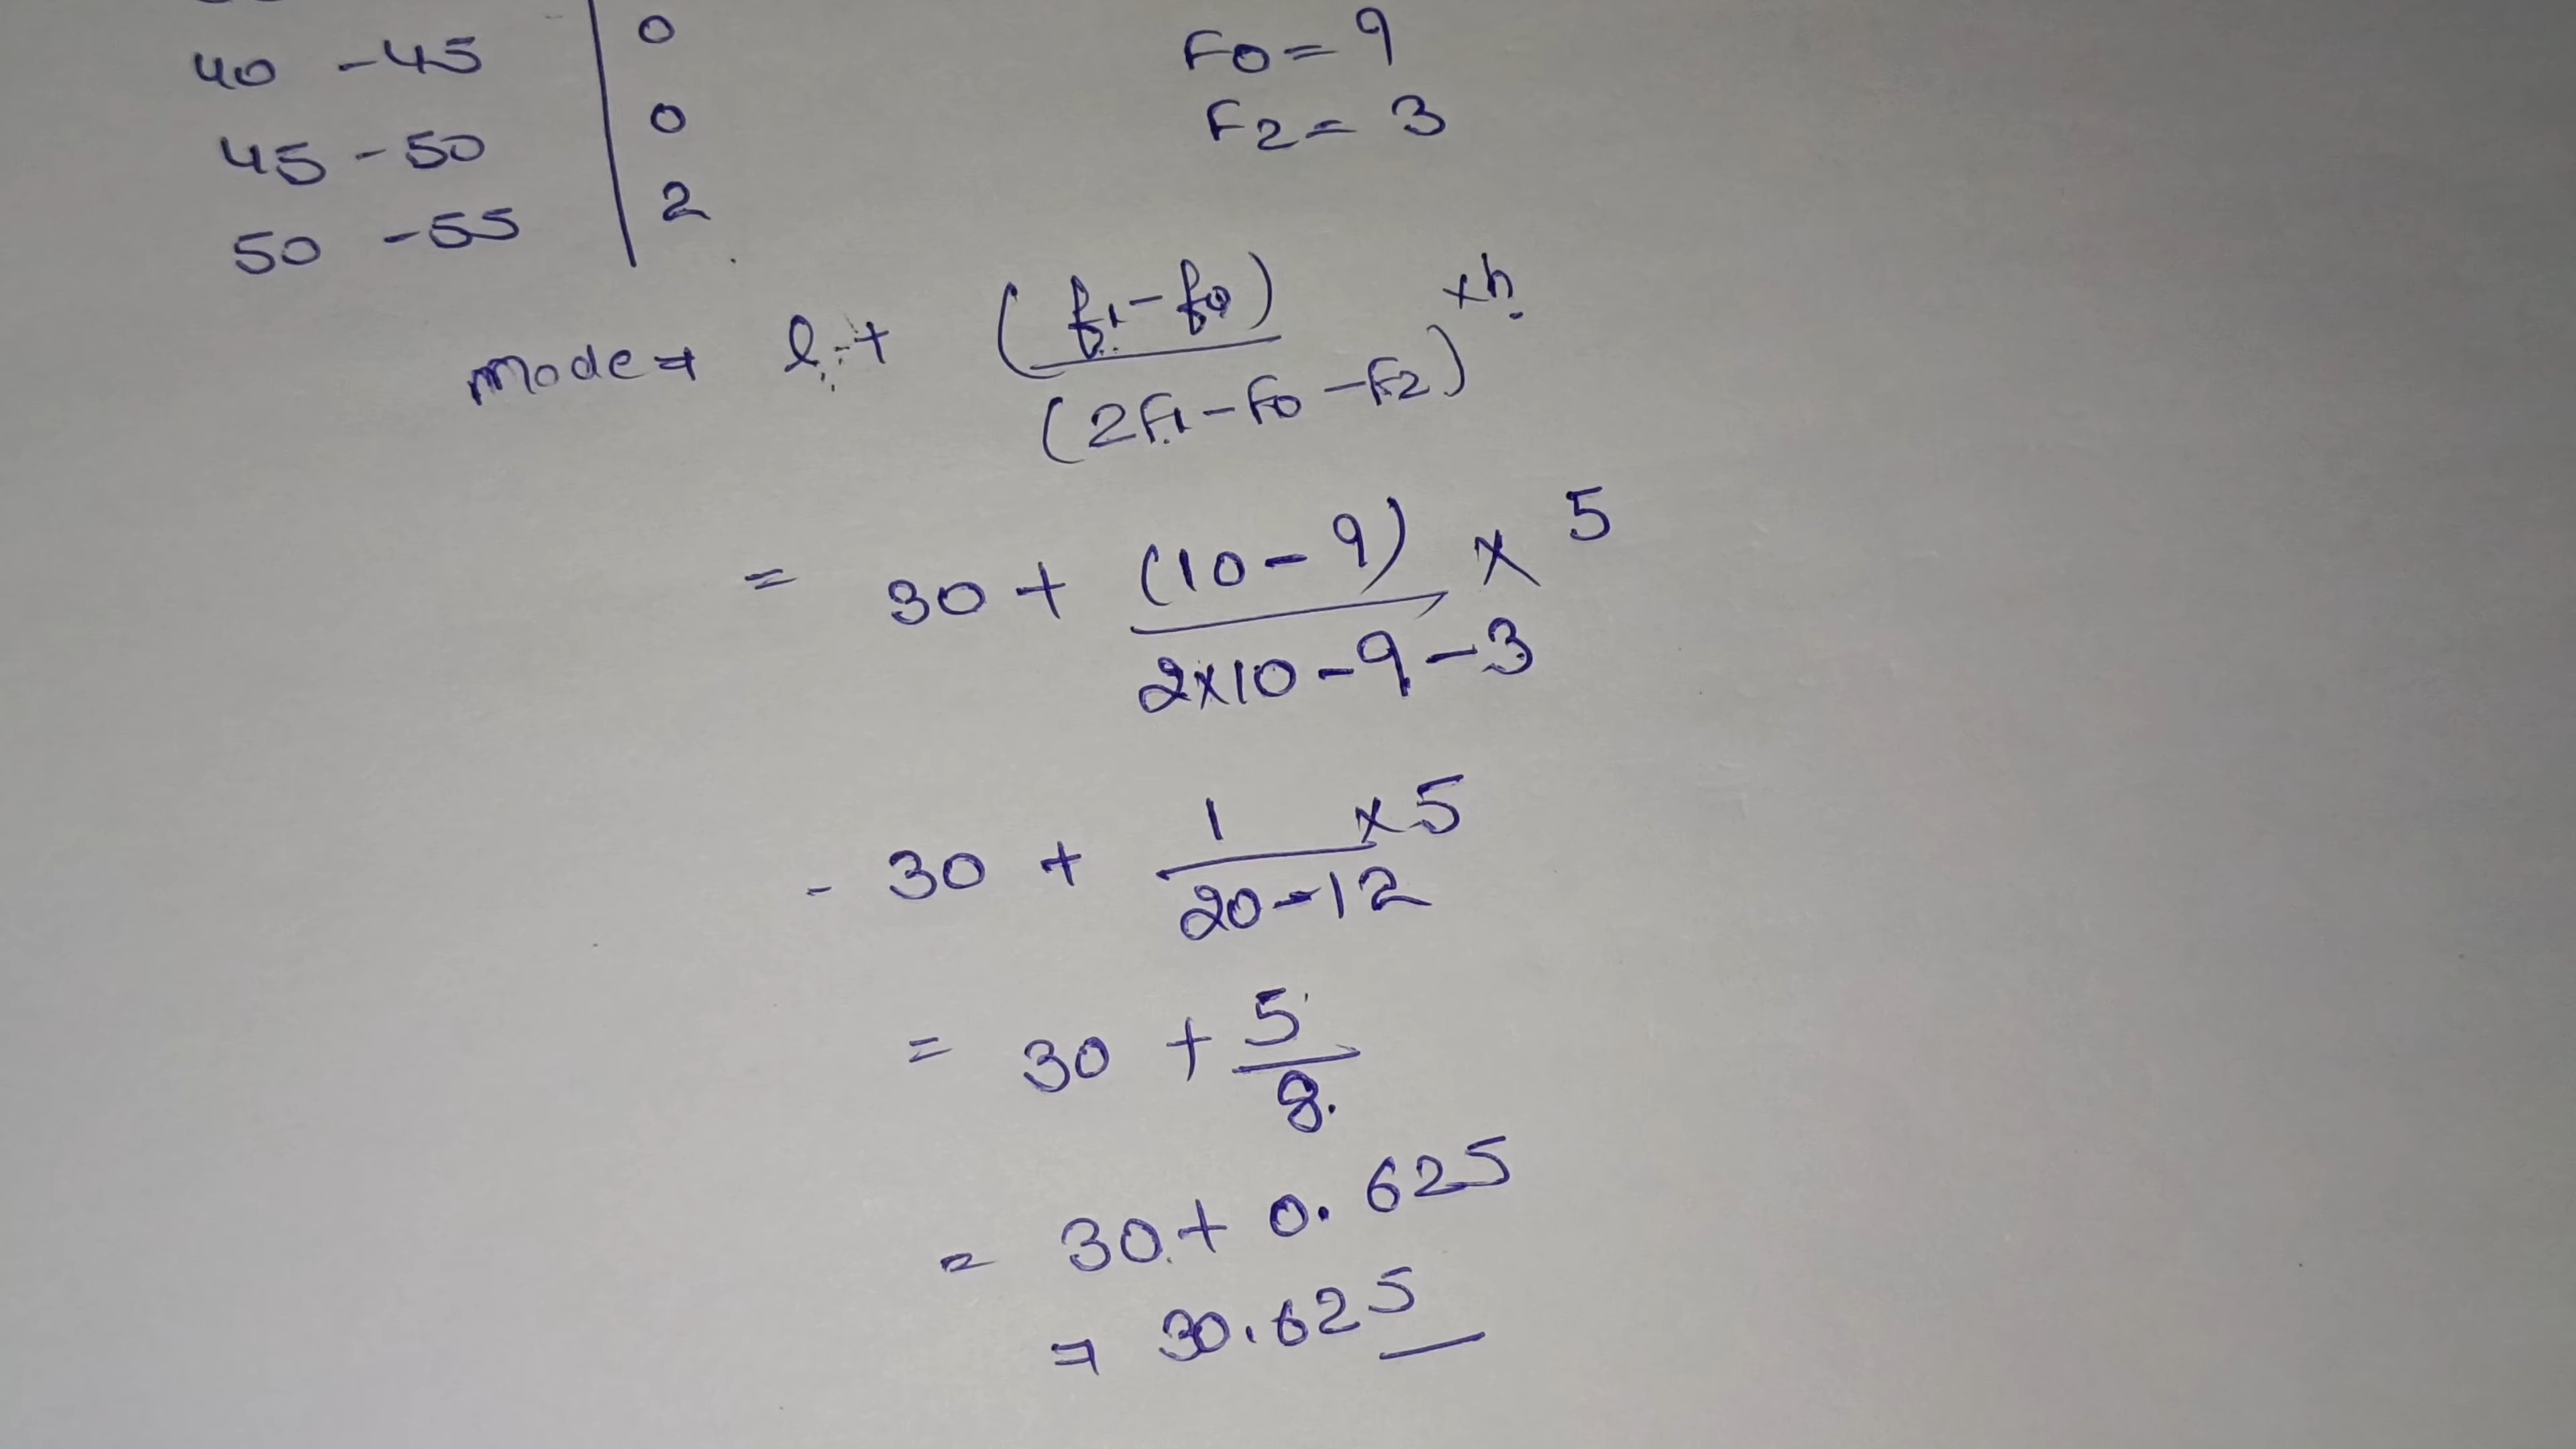 40 - 45 | 0
45 - 50 | 0
50 - 55 | 2
F0 = 9
F2 = 3
mode = l + (f1 - f0) / (2F1 - F0 - F2) × h
= 30 + (10 - 9) / 2×10 - 9 - 3 × 5
- 30 + 1 / 20 - 12 × 5
= 30 + 5 / 8
= 30 + 0.625
= 30.625